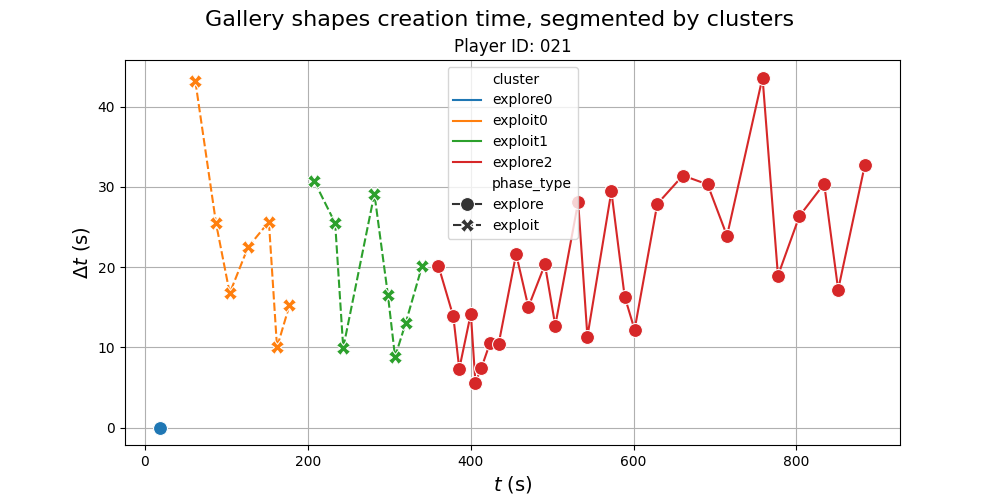 Gallery shapes creation time, segmented by clusters
Player ID: 021
cluster
explore0
exploit0
exploit1
explore2
phase_type
explore
exploit
Δt (s)
40
30
20
10
0
0 200 400 600 800
t (s)